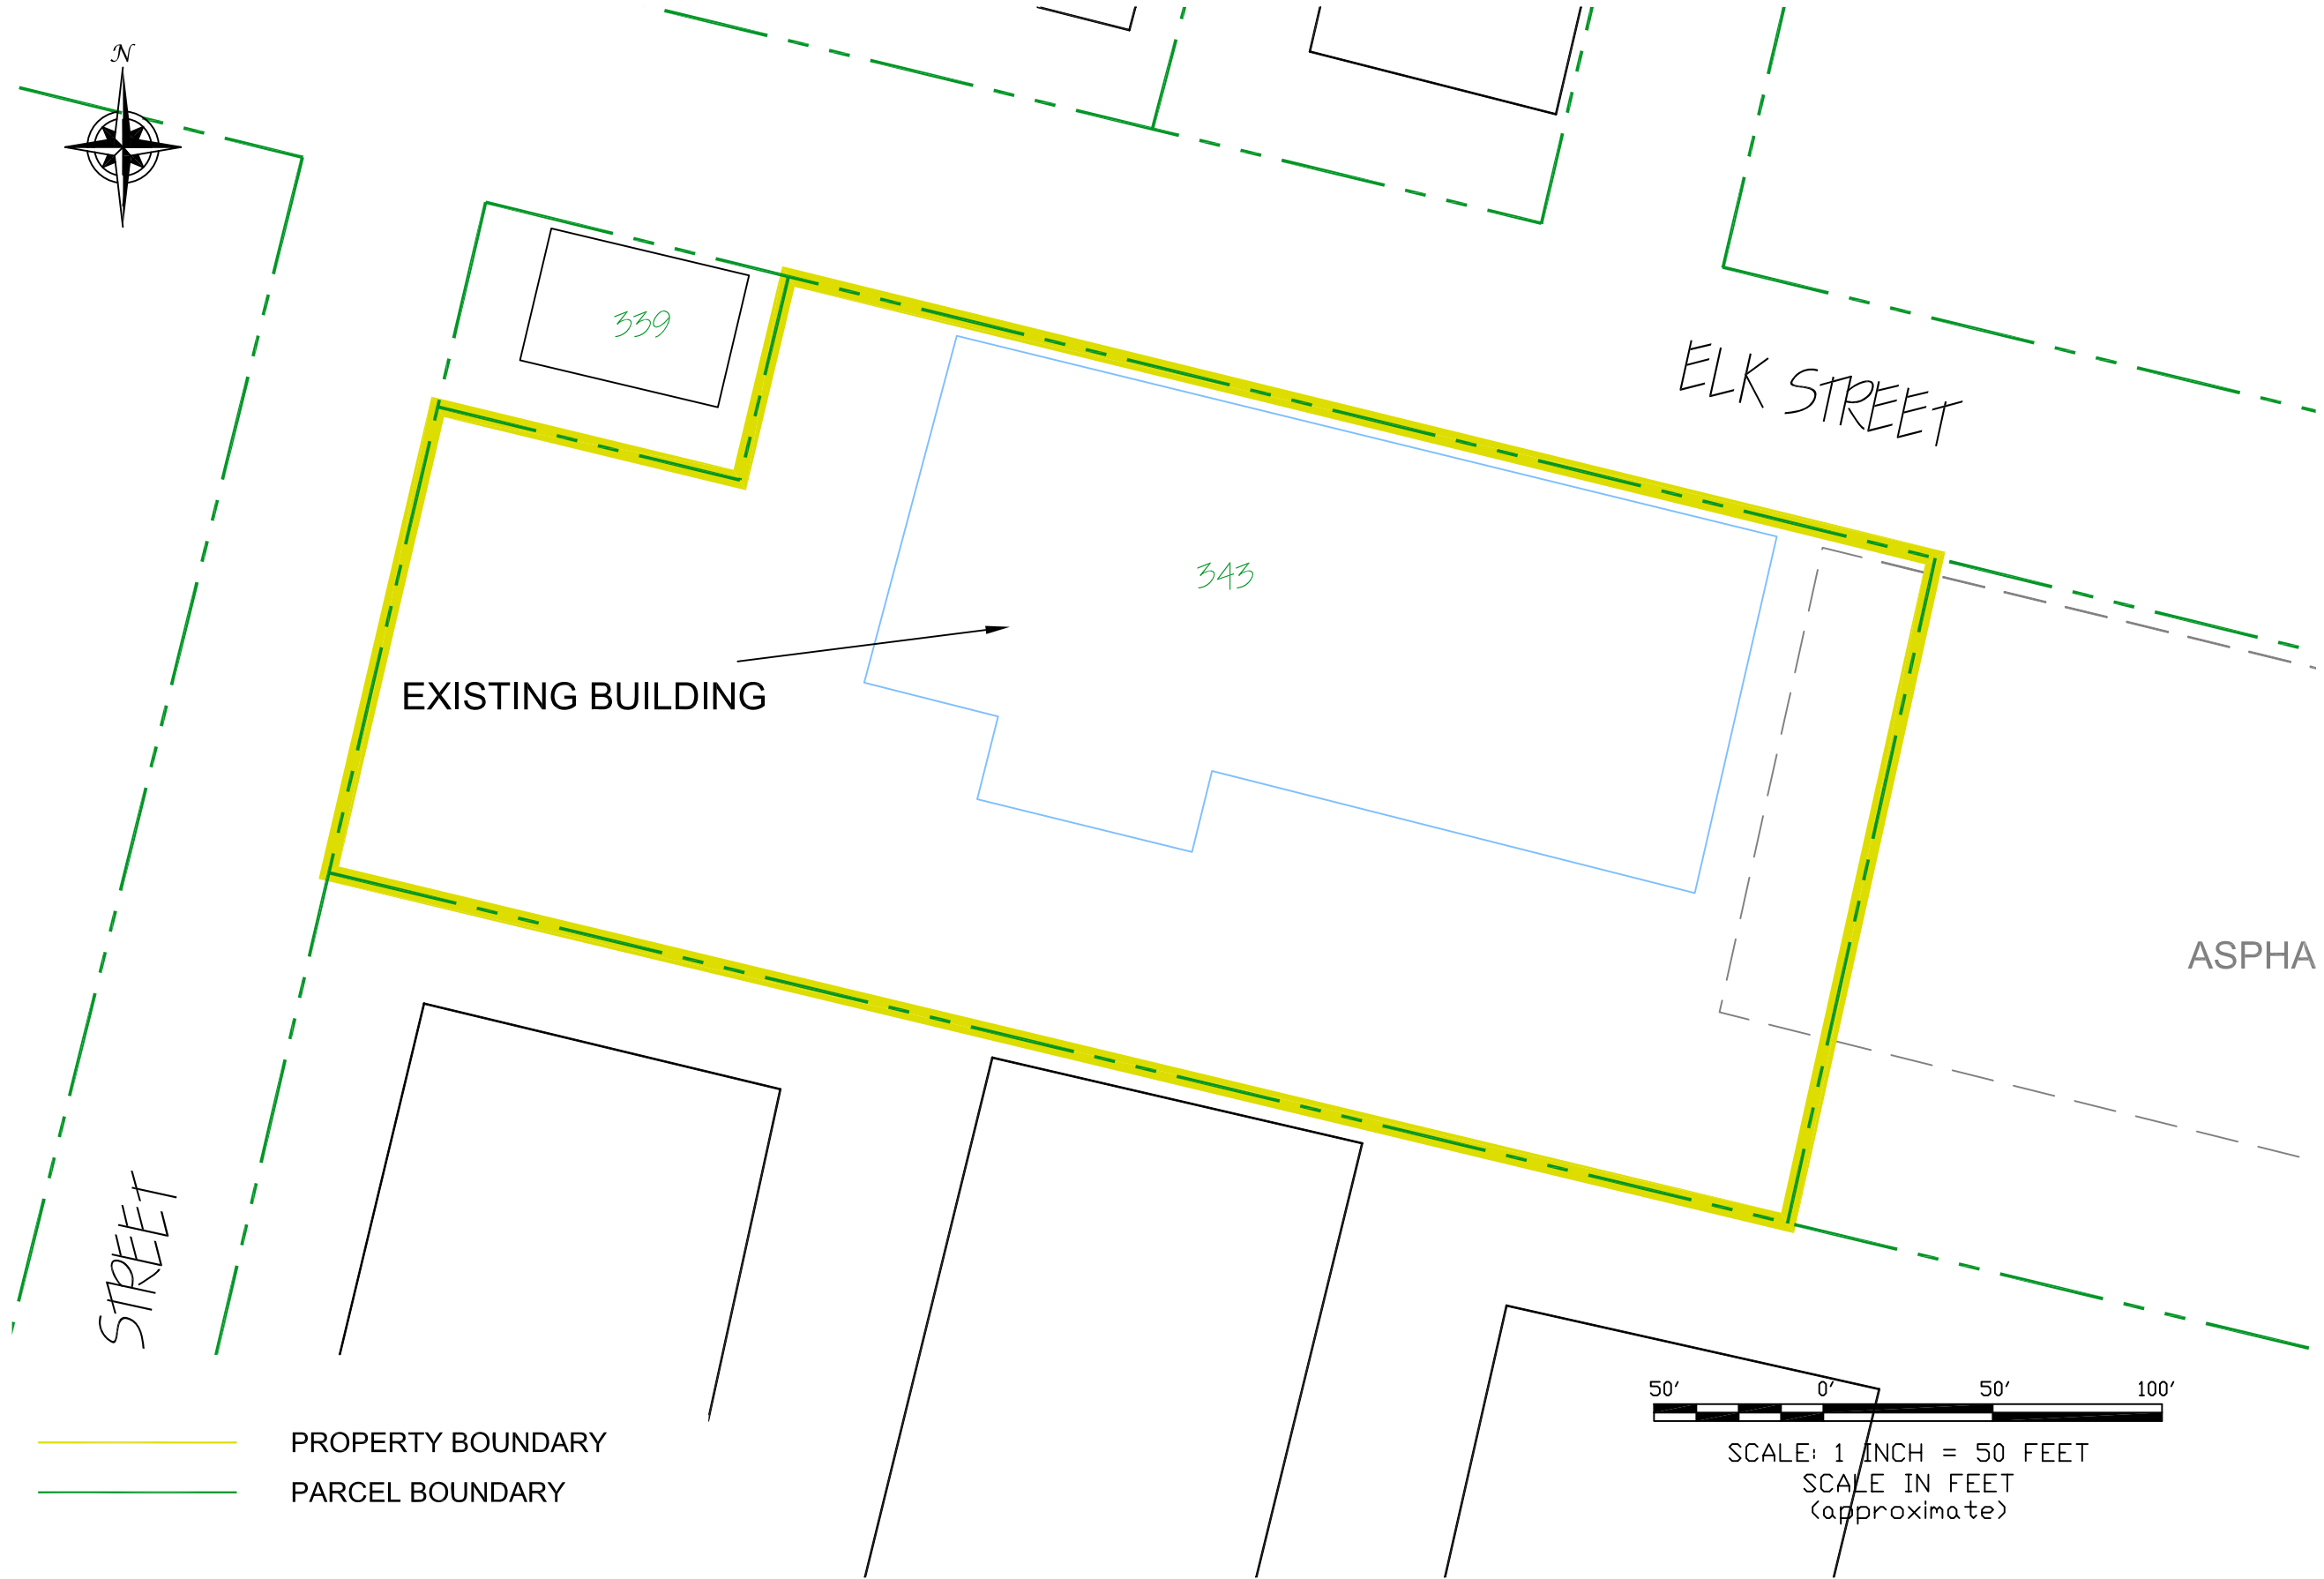 N
339
ELK STREET
343
EXISTING BUILDING
ASPHA
STREET
50' 0' 50' 100'
SCALE: 1 INCH = 50 FEET
SCALE IN FEET
(approximate)
PROPERTY BOUNDARY
PARCEL BOUNDARY